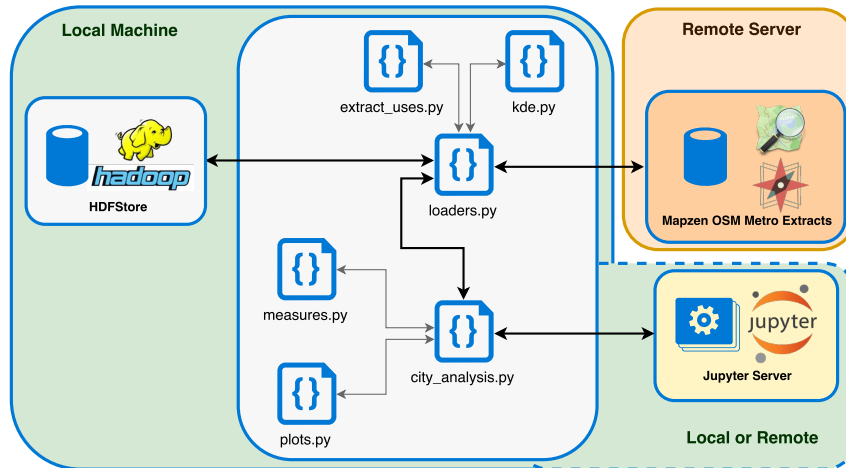 Local Machine
Remote Server
{ }
{ }
extract_uses.py
kde.py
hadoop
HDFStore
{ }
loaders.py
Mapzen OSM Metro Extracts
{ }
measures.py
{ }
city_analysis.py
jupyter
Jupyter Server
{ }
plots.py
Local or Remote